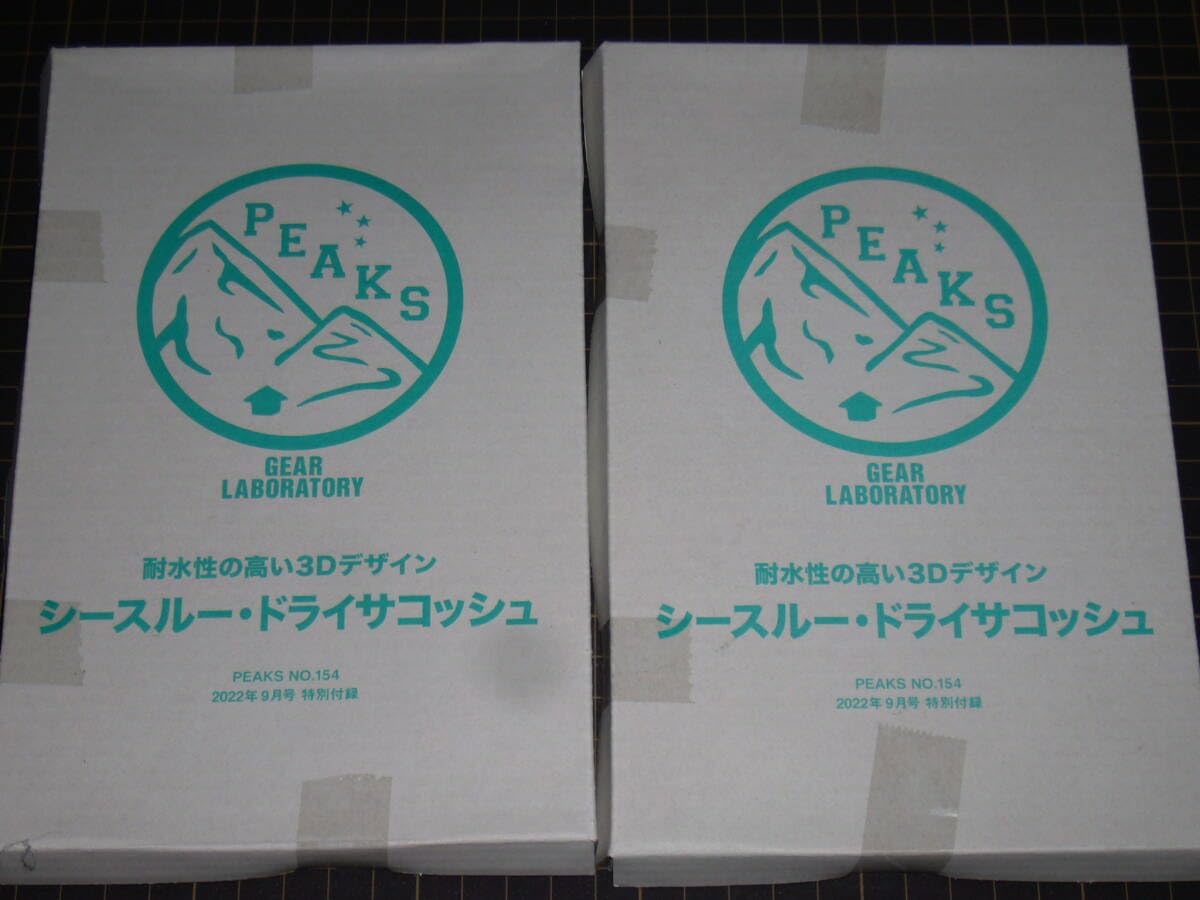 PEAKS
GEAR
LABORATORY
耐水性の高い3Dデザイン
シースルー・ドライサコッシュ
PEAKS NO.154
2022年9月号 特別付録
PEAKS
GEAR
LABORATORY
耐水性の高い3Dデザイン
シースルー・ドライサコッシュ
PEAKS NO.154
2022年9月号 特別付録